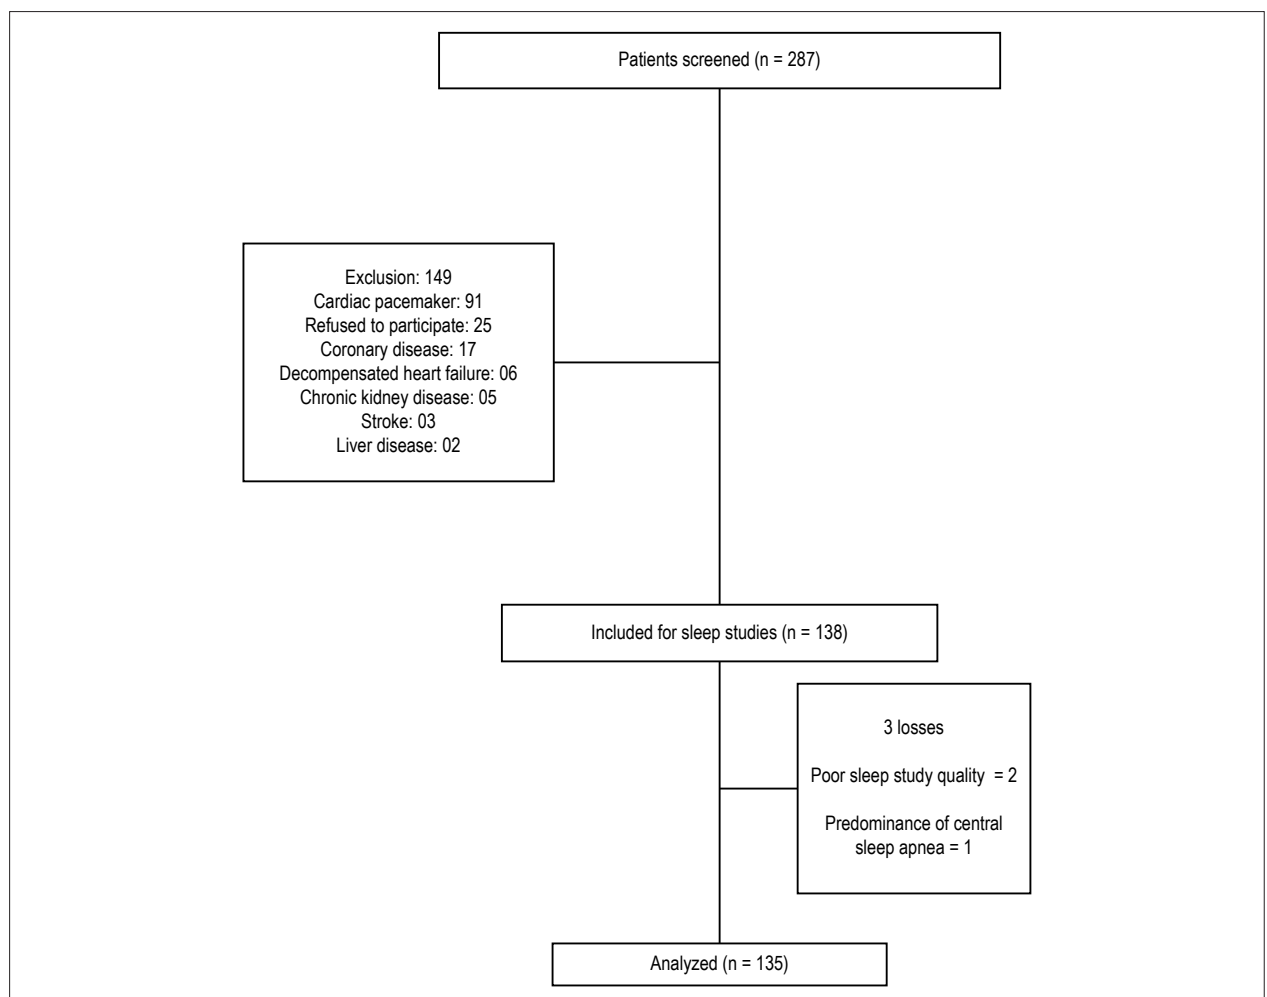 Patients screened (n = 287)
Exclusion: 149
Cardiac pacemaker: 91
Refused to participate: 25
Coronary disease: 17
Decompensated heart failure: 06
Chronic kidney disease: 05
Stroke: 03
Liver disease: 02
Included for sleep studies (n = 138)
3 losses
Poor sleep study quality  = 2
Predominance of central
sleep apnea = 1
Analyzed (n = 135)